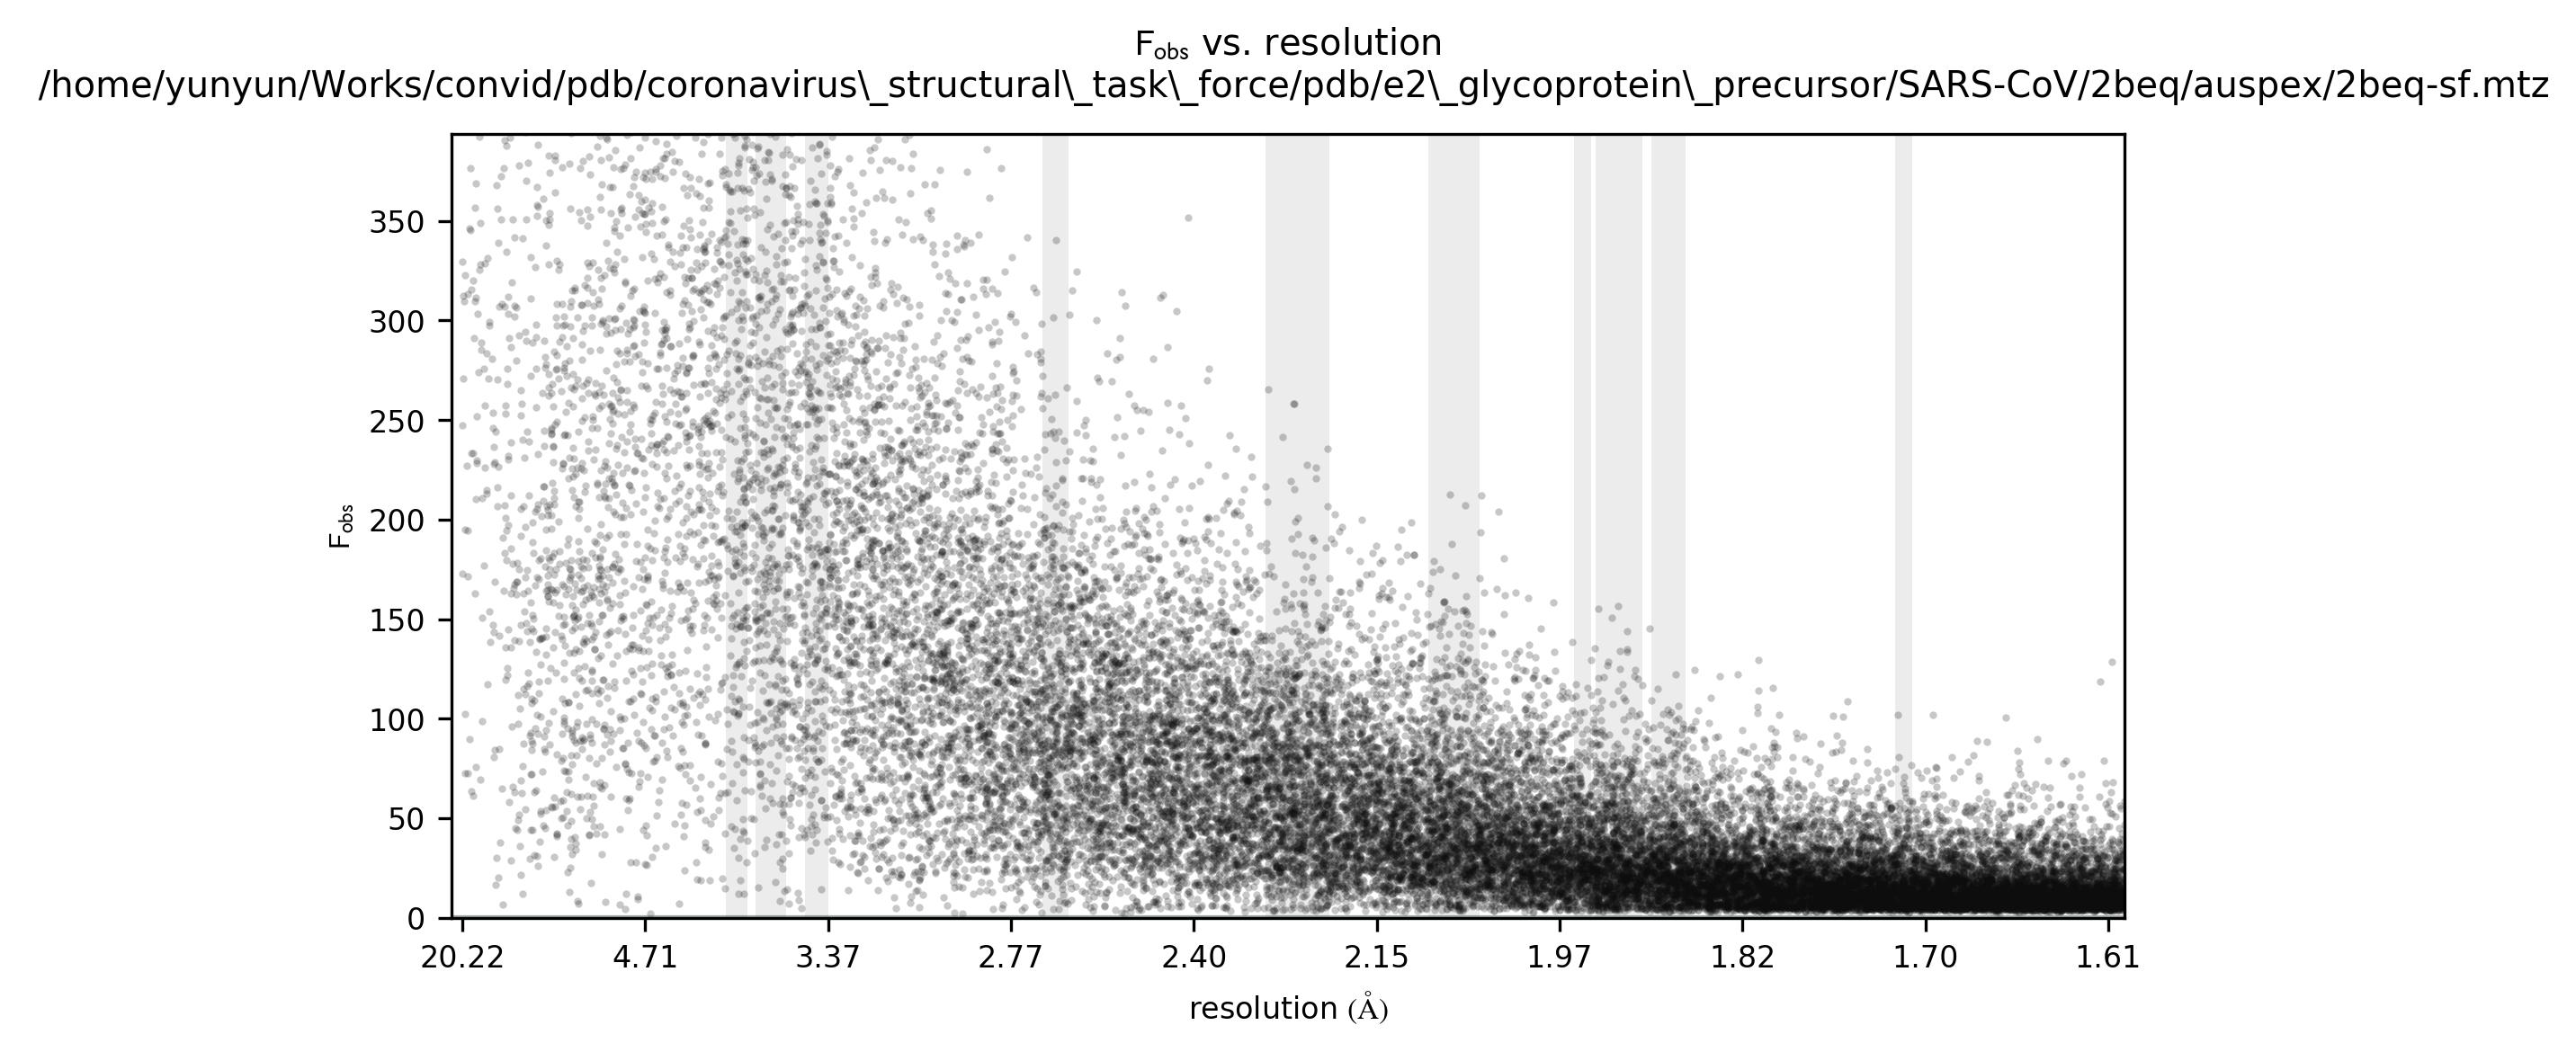 Fobs vs. resolution
/home/yunyun/Works/convid/pdb/coronavirus\_structural\_task\_force/pdb/e2\_glycoprotein\_precursor/SARS-CoV/2beq/auspex/2beq-sf.mtz
Fobs
350
300
250
200
150
100
50
0
20.22 4.71 3.37 2.77 2.40 2.15 1.97 1.82 1.70 1.61
resolution (Å)